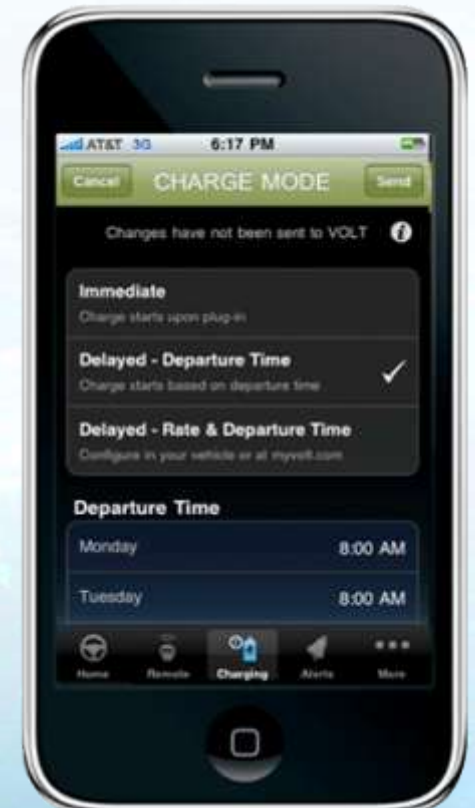 AT&T 3G 6:17 PM
Cancel CHARGE MODE Send
Changes have not been sent to VOLT
Immediate
Charge starts upon plug-in
Delayed - Departure Time
Charge starts based on departure time
Delayed - Rate & Departure Time
Configure in your vehicle or at myvolt.com
Departure Time
Monday 8:00 AM
Tuesday 8:00 AM
Home Remote Charging Alerts More